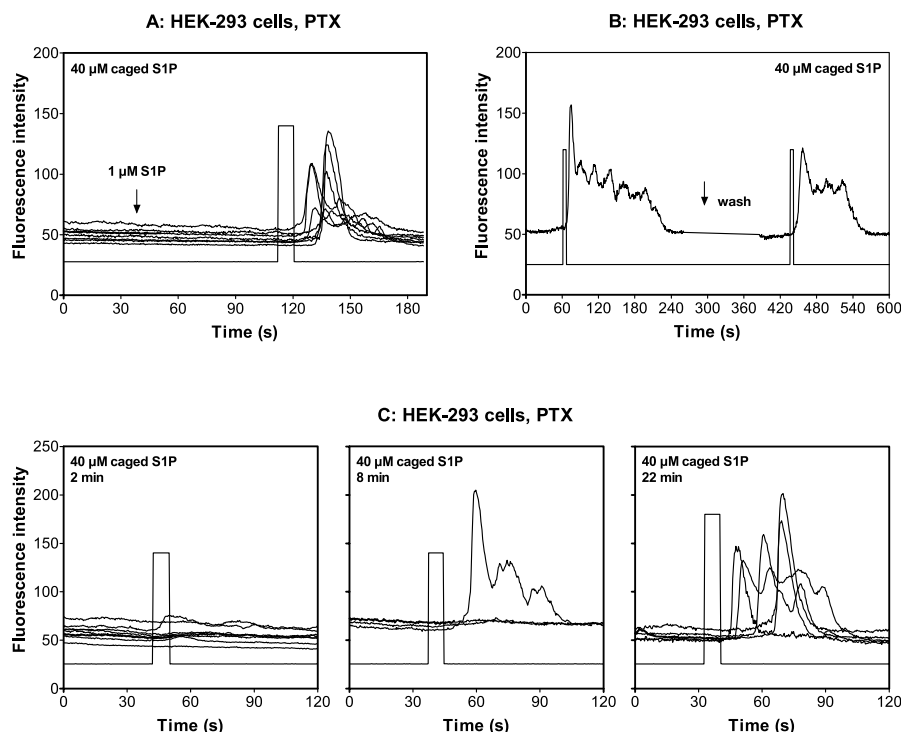 A: HEK-293 cells, PTX
Fluorescence intensity
200
150
100
50
0
40 µM caged S1P
1 µM S1P
0 30 60 90 120 150 180
Time (s)
B: HEK-293 cells, PTX
Fluorescence intensity
200
150
100
50
0
40 µM caged S1P
wash
0 60 120 180 240 300 360 420 480 540 600
Time (s)
C: HEK-293 cells, PTX
Fluorescence intensity
250
200
150
100
50
0
40 µM caged S1P
2 min
0 30 60 90 120
Time (s)
40 µM caged S1P
8 min
0 30 60 90 120
Time (s)
40 µM caged S1P
22 min
0 30 60 90 120
Time (s)